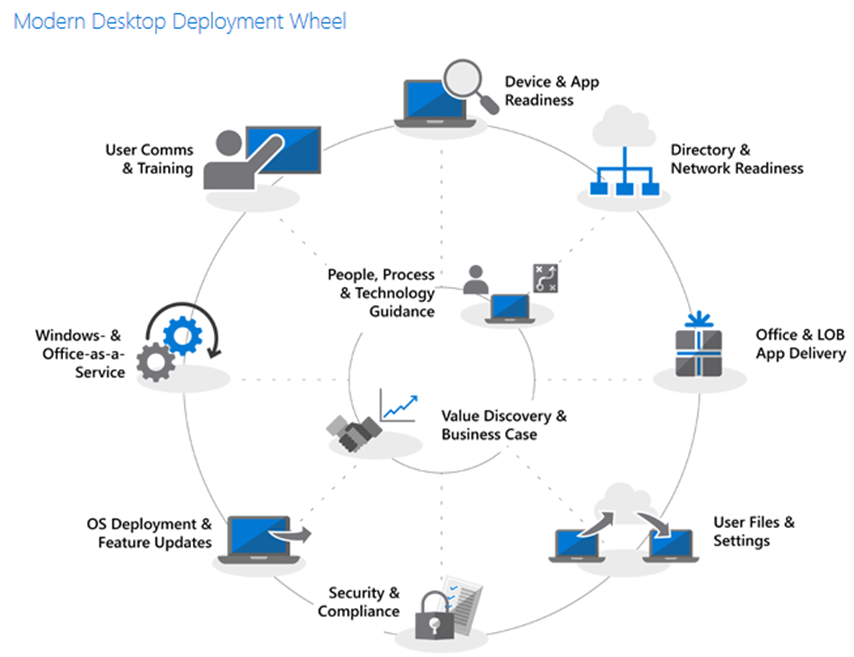 Modern Desktop Deployment Wheel
Device & App
Readiness
Directory &
Network Readiness
Office & LOB
App Delivery
User Files &
Settings
Security &
Compliance
OS Deployment &
Feature Updates
Windows- &
Office-as-a-
Service
User Comms
& Training
People, Process
& Technology
Guidance
Value Discovery &
Business Case